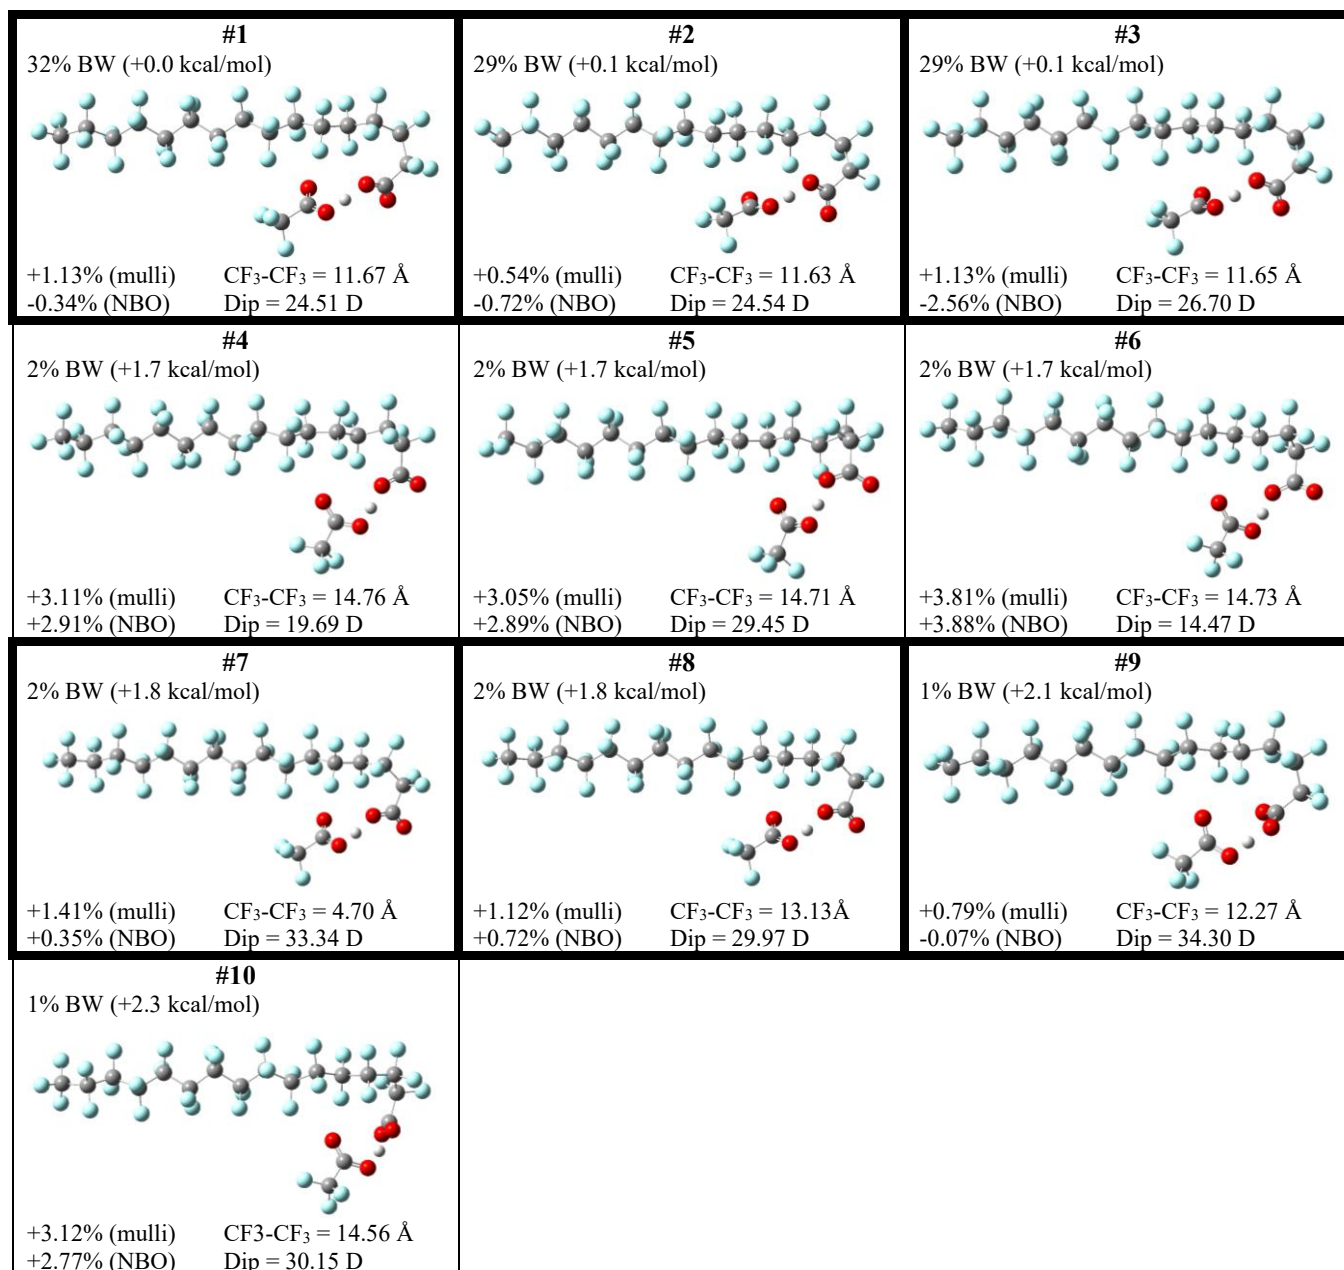 #1
32% BW (+0.0 kcal/mol)
+1.13% (mulli) CF₃-CF₃ = 11.67 Å
-0.34% (NBO) Dip = 24.51 D
#2
29% BW (+0.1 kcal/mol)
+0.54% (mulli) CF₃-CF₃ = 11.63 Å
-0.72% (NBO) Dip = 24.54 D
#3
29% BW (+0.1 kcal/mol)
+1.13% (mulli) CF₃-CF₃ = 11.65 Å
-2.56% (NBO) Dip = 26.70 D
#4
2% BW (+1.7 kcal/mol)
+3.11% (mulli) CF₃-CF₃ = 14.76 Å
+2.91% (NBO) Dip = 19.69 D
#5
2% BW (+1.7 kcal/mol)
+3.05% (mulli) CF₃-CF₃ = 14.71 Å
+2.89% (NBO) Dip = 29.45 D
#6
2% BW (+1.7 kcal/mol)
+3.81% (mulli) CF₃-CF₃ = 14.73 Å
+3.88% (NBO) Dip = 14.47 D
#7
2% BW (+1.8 kcal/mol)
+1.41% (mulli) CF₃-CF₃ = 4.70 Å
+0.35% (NBO) Dip = 33.34 D
#8
2% BW (+1.8 kcal/mol)
+1.12% (mulli) CF₃-CF₃ = 13.13Å
+0.72% (NBO) Dip = 29.97 D
#9
1% BW (+2.1 kcal/mol)
+0.79% (mulli) CF₃-CF₃ = 12.27 Å
-0.07% (NBO) Dip = 34.30 D
#10
1% BW (+2.3 kcal/mol)
+3.12% (mulli) CF3-CF₃ = 14.56 Å
+2.77% (NBO) Dip = 30.15 D